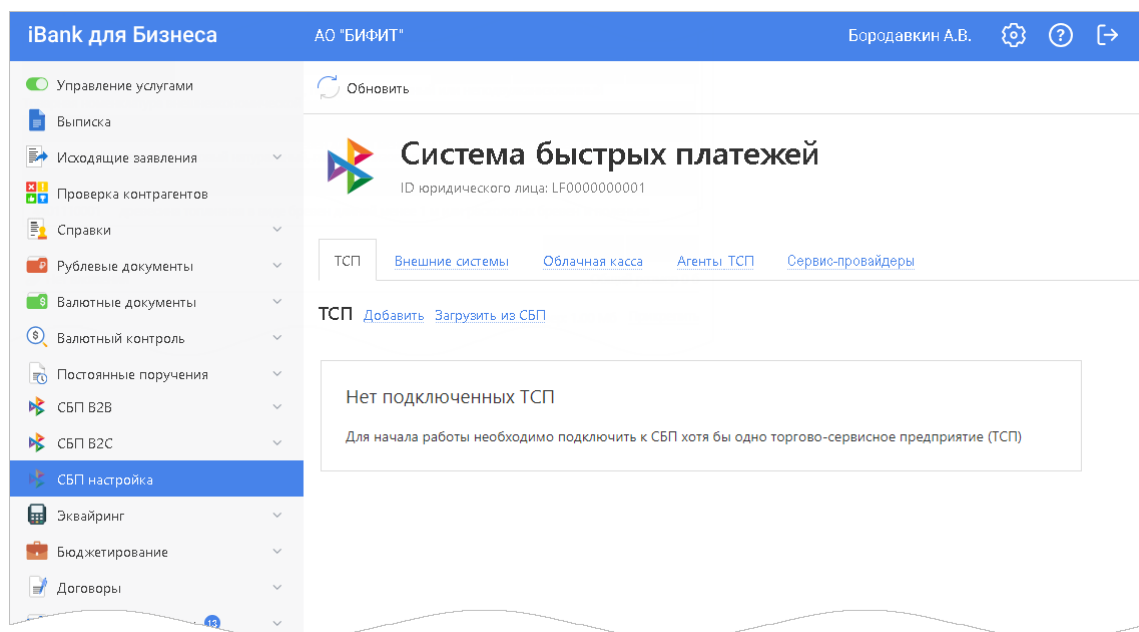 iBank для Бизнеса
АО "БИФИТ"
Бородавкин А.В.
Управление услугами
Выписка
Исходящие заявления
Проверка контрагентов
Справки
Рублевые документы
Валютные документы
Валютный контроль
Постоянные поручения
СБП B2B
СБП B2C
СБП настройка
Эквайринг
Бюджетирование
Договоры
13
Обновить
Система быстрых платежей
ID юридического лица: LF0000000001
ТСП Внешние системы Облачная касса Агенты ТСП Сервис-провайдеры
ТСП Добавить Загрузить из СБП
Нет подключенных ТСП
Для начала работы необходимо подключить к СБП хотя бы одно торгово-сервисное предприятие (ТСП)